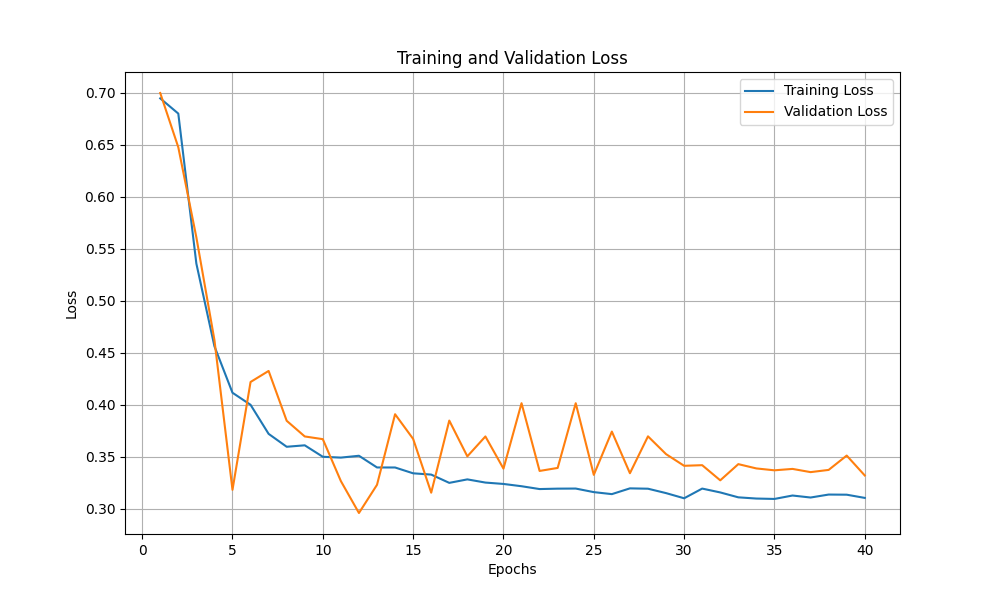 Training and Validation Loss
Training Loss
Validation Loss
0.70
0.65
0.60
0.55
0.50
0.45
0.40
0.35
0.30
Loss
0 5 10 15 20 25 30 35 40
Epochs